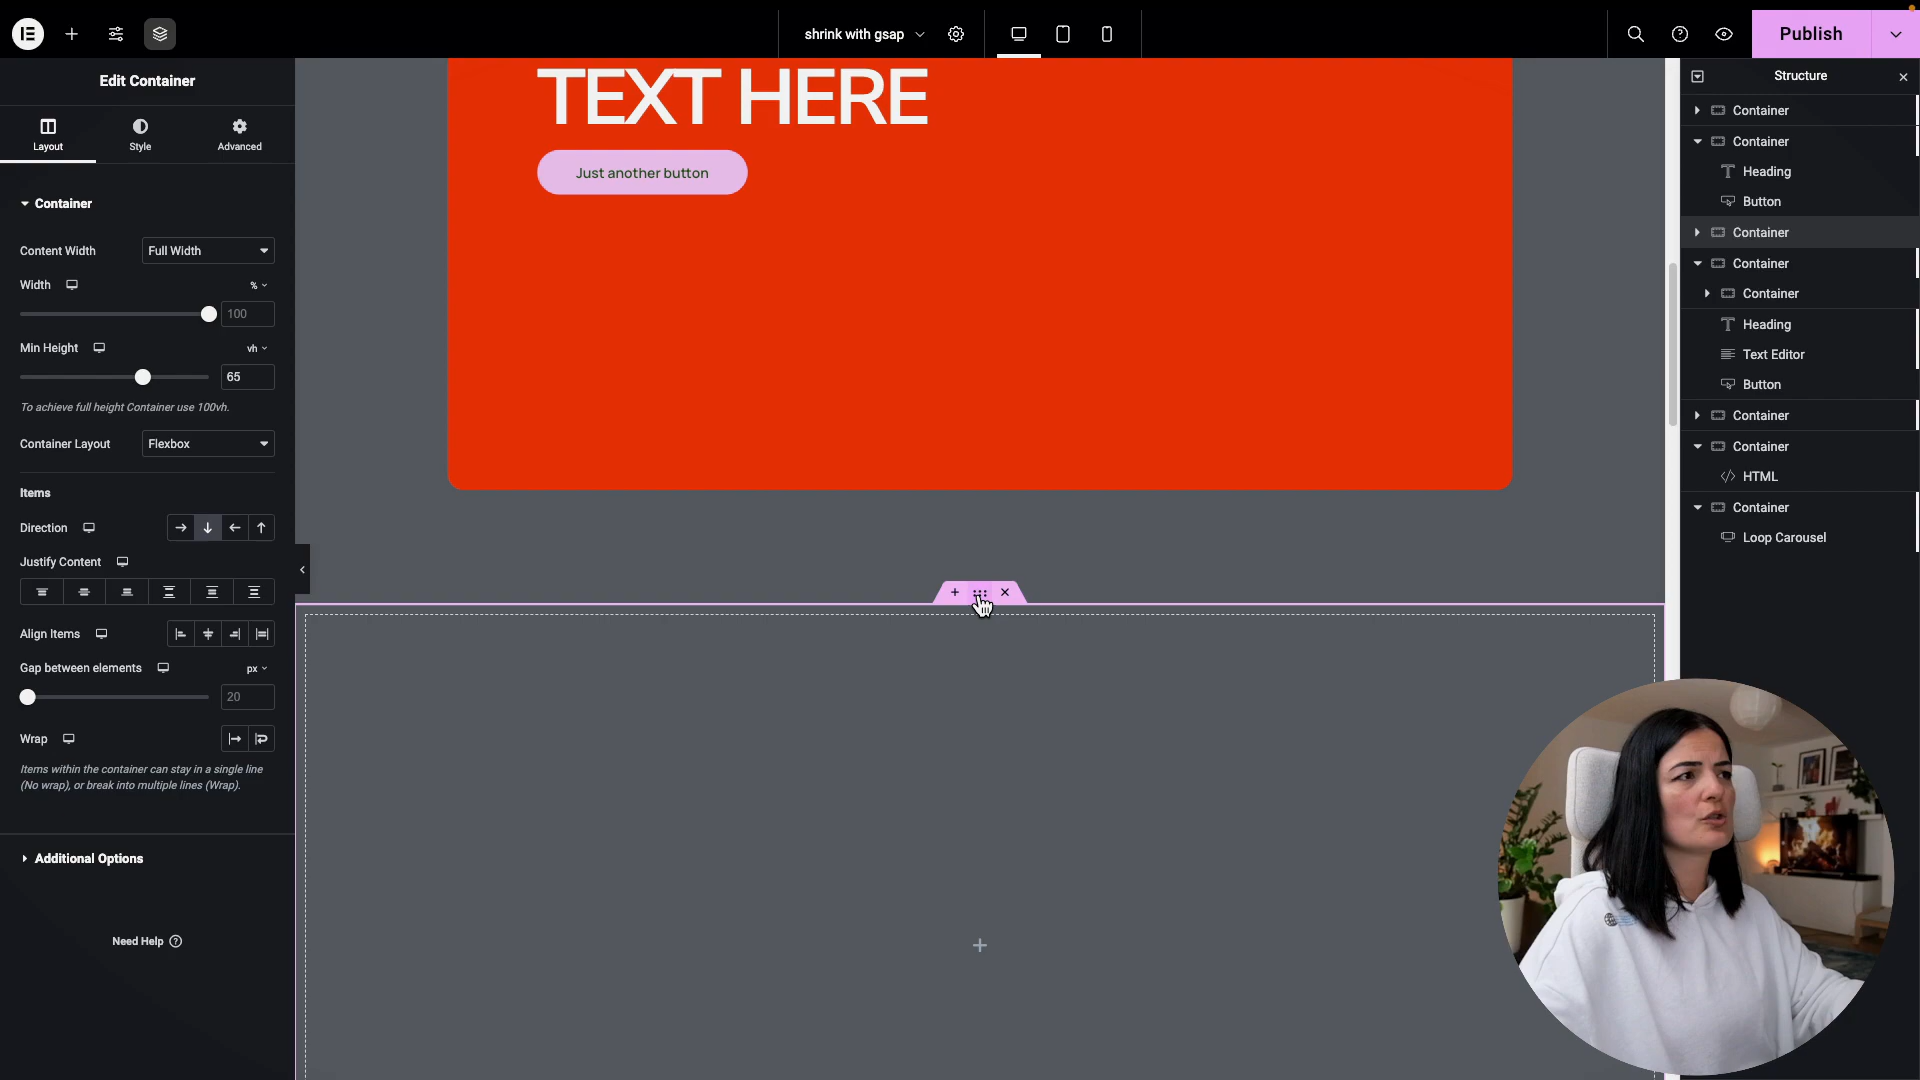 shrink with gsap
Publish
Edit Container
Layout
Style
Advanced
Container
Content Width
Full Width
Width
%
100
Min Height
vh
65
To achieve full height Container use 100vh.
Container Layout
Flexbox
Items
Direction
Justify Content
Align Items
Gap between elements
px
20
Wrap
Items within the container can stay in a single line
(No wrap), or break into multiple lines (Wrap).
Additional Options
Need Help
TEXT HERE
Just another button
Structure
Container
Container
Heading
Button
Container
Container
Container
Heading
Text Editor
Button
Container
Container
HTML
Container
Loop Carousel